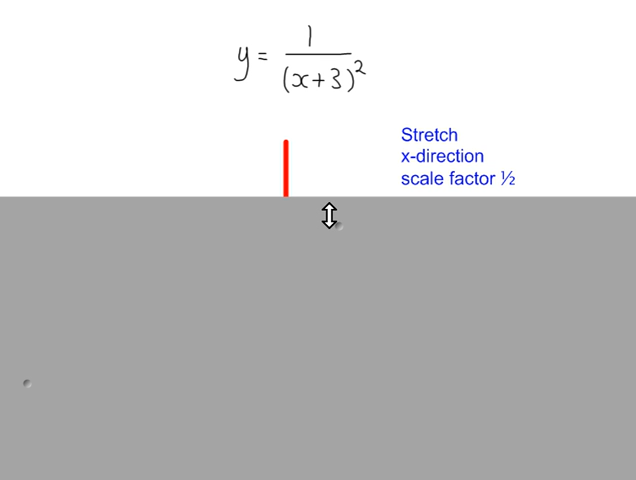 y = 1/(x+3)²
Stretch
x-direction
scale factor ½